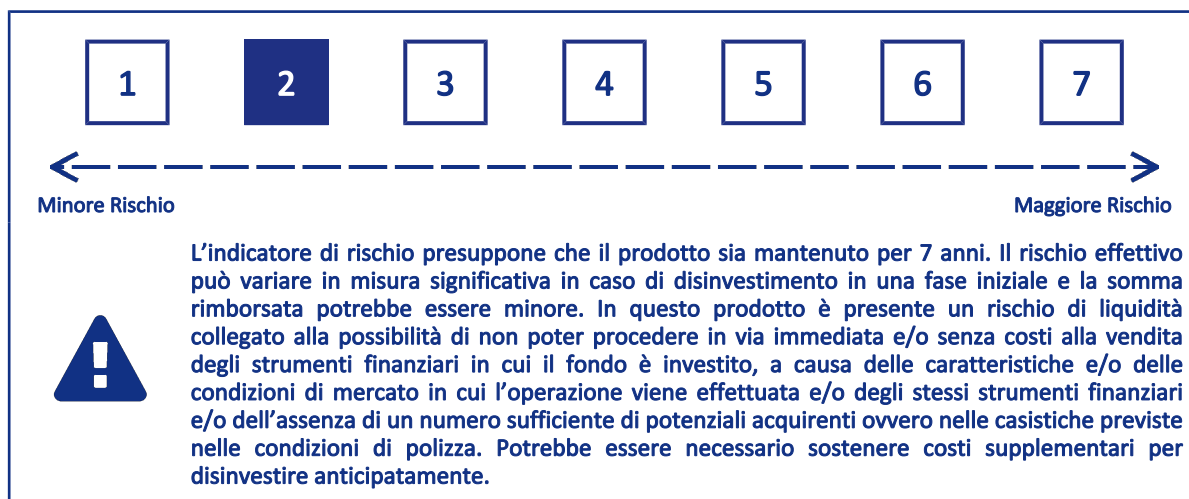 1 2 3 4 5 6 7
Minore Rischio Maggiore Rischio
L'indicatore di rischio presuppone che il prodotto sia mantenuto per 7 anni. Il rischio effettivo
può variare in misura significativa in caso di disinvestimento in una fase iniziale e la somma
rimborsata potrebbe essere minore. In questo prodotto è presente un rischio di liquidità
collegato alla possibilità di non poter procedere in via immediata e/o senza costi alla vendita
degli strumenti finanziari in cui il fondo è investito, a causa delle caratteristiche e/o delle
condizioni di mercato in cui l'operazione viene effettuata e/o degli stessi strumenti finanziari
e/o dell'assenza di un numero sufficiente di potenziali acquirenti ovvero nelle casistiche previste
nelle condizioni di polizza. Potrebbe essere necessario sostenere costi supplementari per
disinvestire anticipatamente.